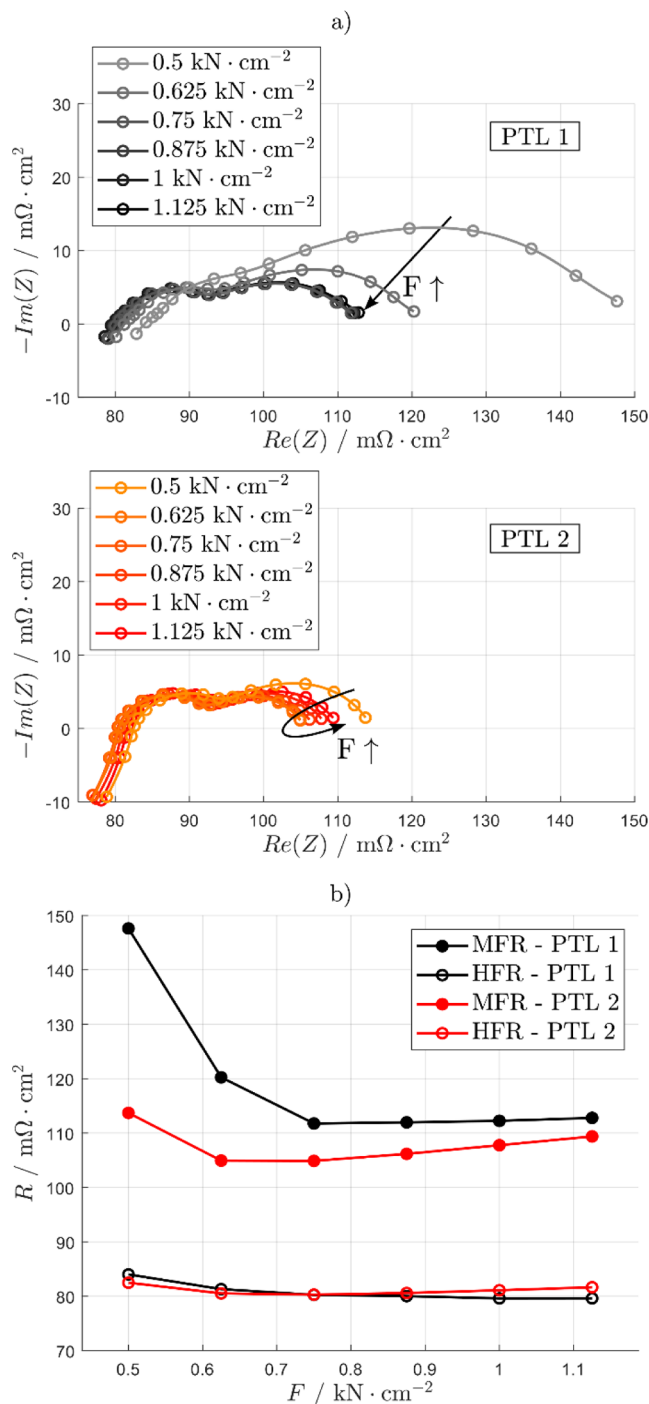 a)
0.5 kN · cm⁻²
0.625 kN · cm⁻²
0.75 kN · cm⁻²
0.875 kN · cm⁻²
1 kN · cm⁻²
1.125 kN · cm⁻²
PTL 1
30
20
10
0
-10
−Im(Z) / mΩ · cm²
F ↑
80 90 100 110 120 130 140 150
Re(Z) / mΩ · cm²
0.5 kN · cm⁻²
0.625 kN · cm⁻²
0.75 kN · cm⁻²
0.875 kN · cm⁻²
1 kN · cm⁻²
1.125 kN · cm⁻²
PTL 2
30
20
10
0
-10
−Im(Z) / mΩ · cm²
F ↑
80 90 100 110 120 130 140 150
Re(Z) / mΩ · cm²
b)
MFR - PTL 1
HFR - PTL 1
MFR - PTL 2
HFR - PTL 2
150
140
130
120
110
100
90
80
70
R / mΩ · cm²
0.5 0.6 0.7 0.8 0.9 1 1.1
F / kN · cm⁻²